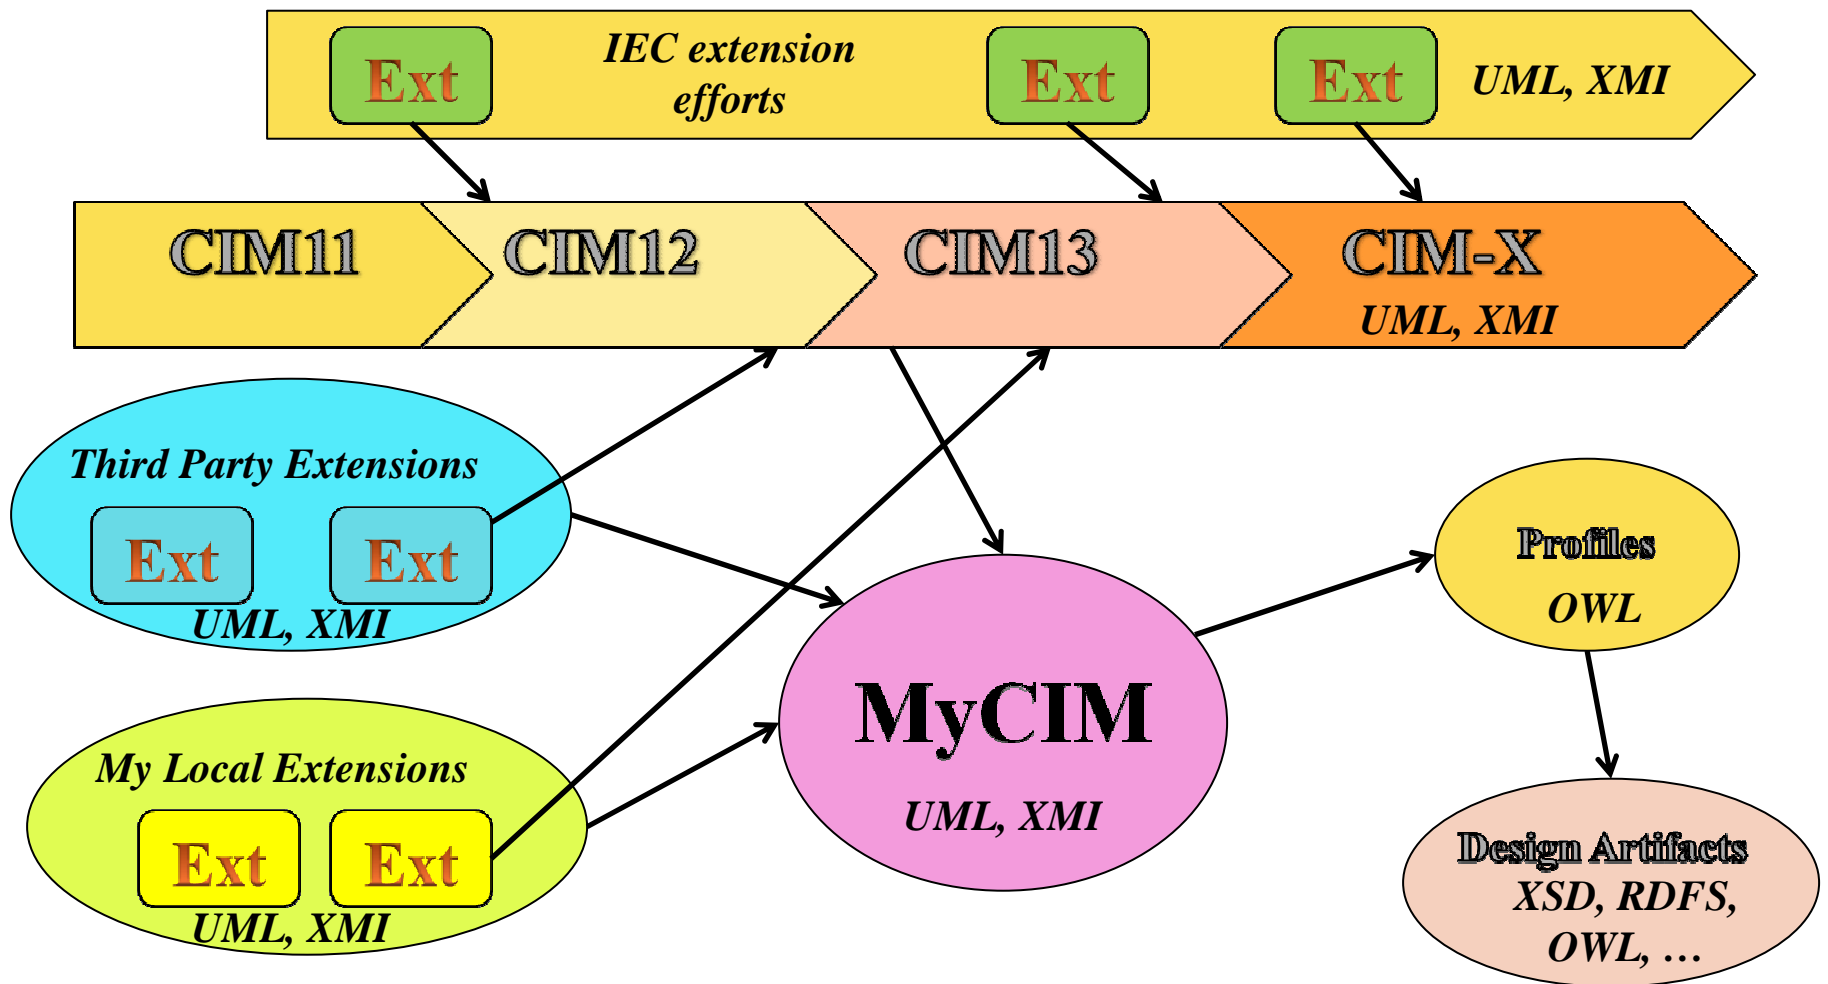 IEC extension
efforts
Ext
Ext
Ext
UML, XMI
CIM11
CIM12
CIM13
CIM-X
UML, XMI
Third Party Extensions
Ext
Ext
UML, XMI
Profiles
OWL
MyCIM
UML, XMI
My Local Extensions
Ext
Ext
UML, XMI
Design Artifacts
XSD, RDFS,
OWL, …